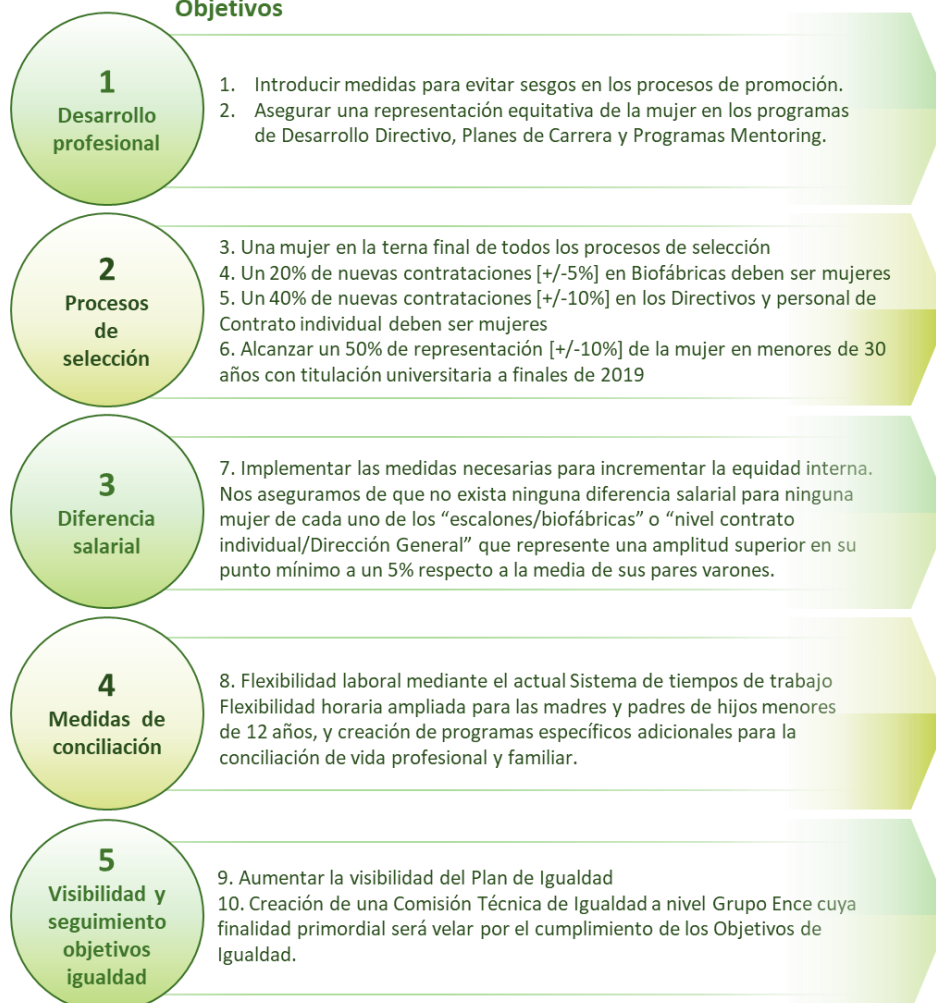 Objetivos
1
Desarrollo
profesional
1. Introducir medidas para evitar sesgos en los procesos de promoción.
2. Asegurar una representación equitativa de la mujer en los programas
de Desarrollo Directivo, Planes de Carrera y Programas Mentoring.
2
Procesos
de
selección
3. Una mujer en la terna final de todos los procesos de selección
4. Un 20% de nuevas contrataciones [+/-5%] en Biofábricas deben ser mujeres
5. Un 40% de nuevas contrataciones [+/-10%] en los Directivos y personal de
Contrato individual deben ser mujeres
6. Alcanzar un 50% de representación [+/-10%] de la mujer en menores de 30
años con titulación universitaria a finales de 2019
3
Diferencia
salarial
7. Implementar las medidas necesarias para incrementar la equidad interna.
Nos aseguramos de que no exista ninguna diferencia salarial para ninguna
mujer de cada uno de los “escalones/biofábricas” o “nivel contrato
individual/Dirección General” que represente una amplitud superior en su
punto mínimo a un 5% respecto a la media de sus pares varones.
4
Medidas de
conciliación
8. Flexibilidad laboral mediante el actual Sistema de tiempos de trabajo
Flexibilidad horaria ampliada para las madres y padres de hijos menores
de 12 años, y creación de programas específicos adicionales para la
conciliación de vida profesional y familiar.
5
Visibilidad y
seguimiento
objetivos
igualdad
9. Aumentar la visibilidad del Plan de Igualdad
10. Creación de una Comisión Técnica de Igualdad a nivel Grupo Ence cuya
finalidad primordial será velar por el cumplimiento de los Objetivos de
Igualdad.